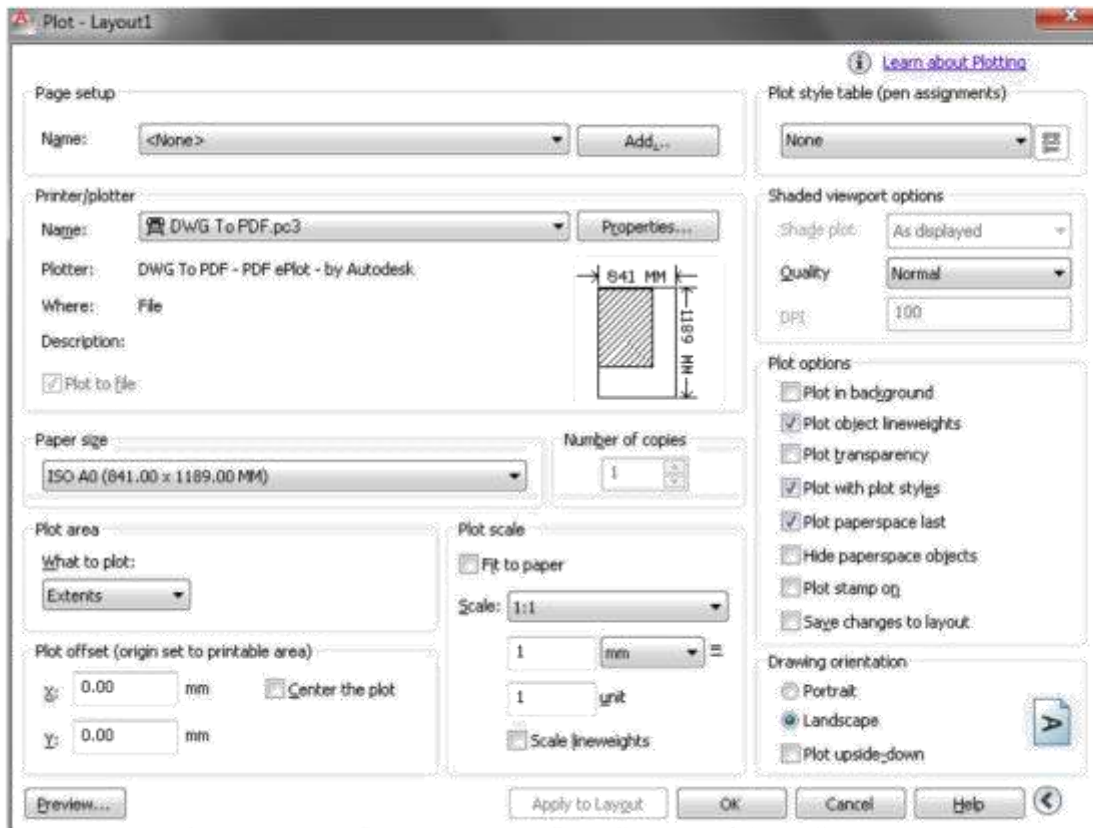 Plot - Layout1
Learn about Plotting
Page setup
Name: <None> Add...
Plot style table (pen assignments)
None
Printer/plotter
Name: DWG To PDF.pc3 Properties...
Plotter: DWG To PDF - PDF ePlot - by Autodesk
Where: File
Description:
Plot to file
841 MM
1189 MM
Shaded viewport options
Shade plot As displayed
Quality Normal
DPI 100
Paper size
ISO A0 (841.00 x 1189.00 MM)
Number of copies
1
Plot area
What to plot:
Extents
Plot offset (origin set to printable area)
X: 0.00 mm Center the plot
Y: 0.00 mm
Plot scale
Fit to paper
Scale: 1:1
1 mm =
1 unit
Scale lineweights
Plot options
Plot in background
Plot object lineweights
Plot transparency
Plot with plot styles
Plot paperspace last
Hide paperspace objects
Plot stamp on
Save changes to layout
Drawing orientation
Portrait
Landscape
Plot upside-down
A
Preview... Apply to Layout OK Cancel Help